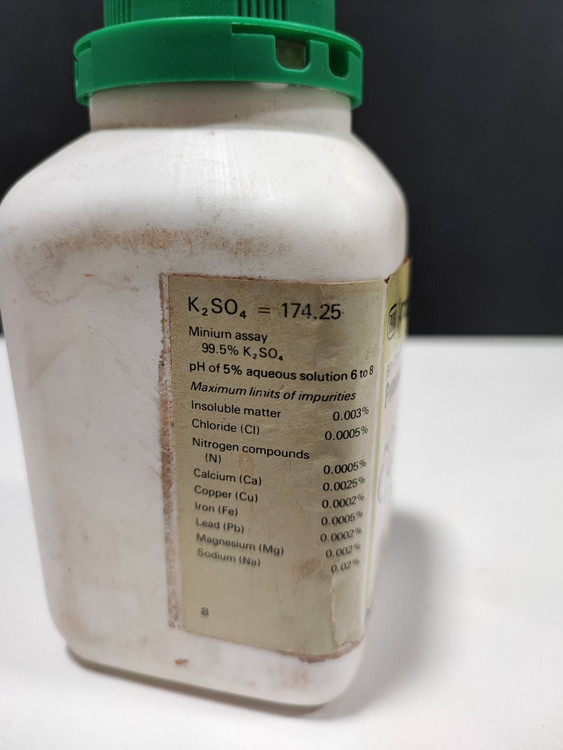 K₂SO₄ = 174.25
Minium assay
99.5% K₂SO₄
pH of 5% aqueous solution 6 to 8
Maximum limits of impurities
Insoluble matter 0.003%
Chloride (Cl) 0.0005%
Nitrogen compounds
(N) 0.0005%
Calcium (Ca) 0.0025%
Copper (Cu) 0.0002%
Iron (Fe) 0.0005%
Lead (Pb) 0.0002%
Magnesium (Mg) 0.002%
Sodium (Na) 0.02%
8